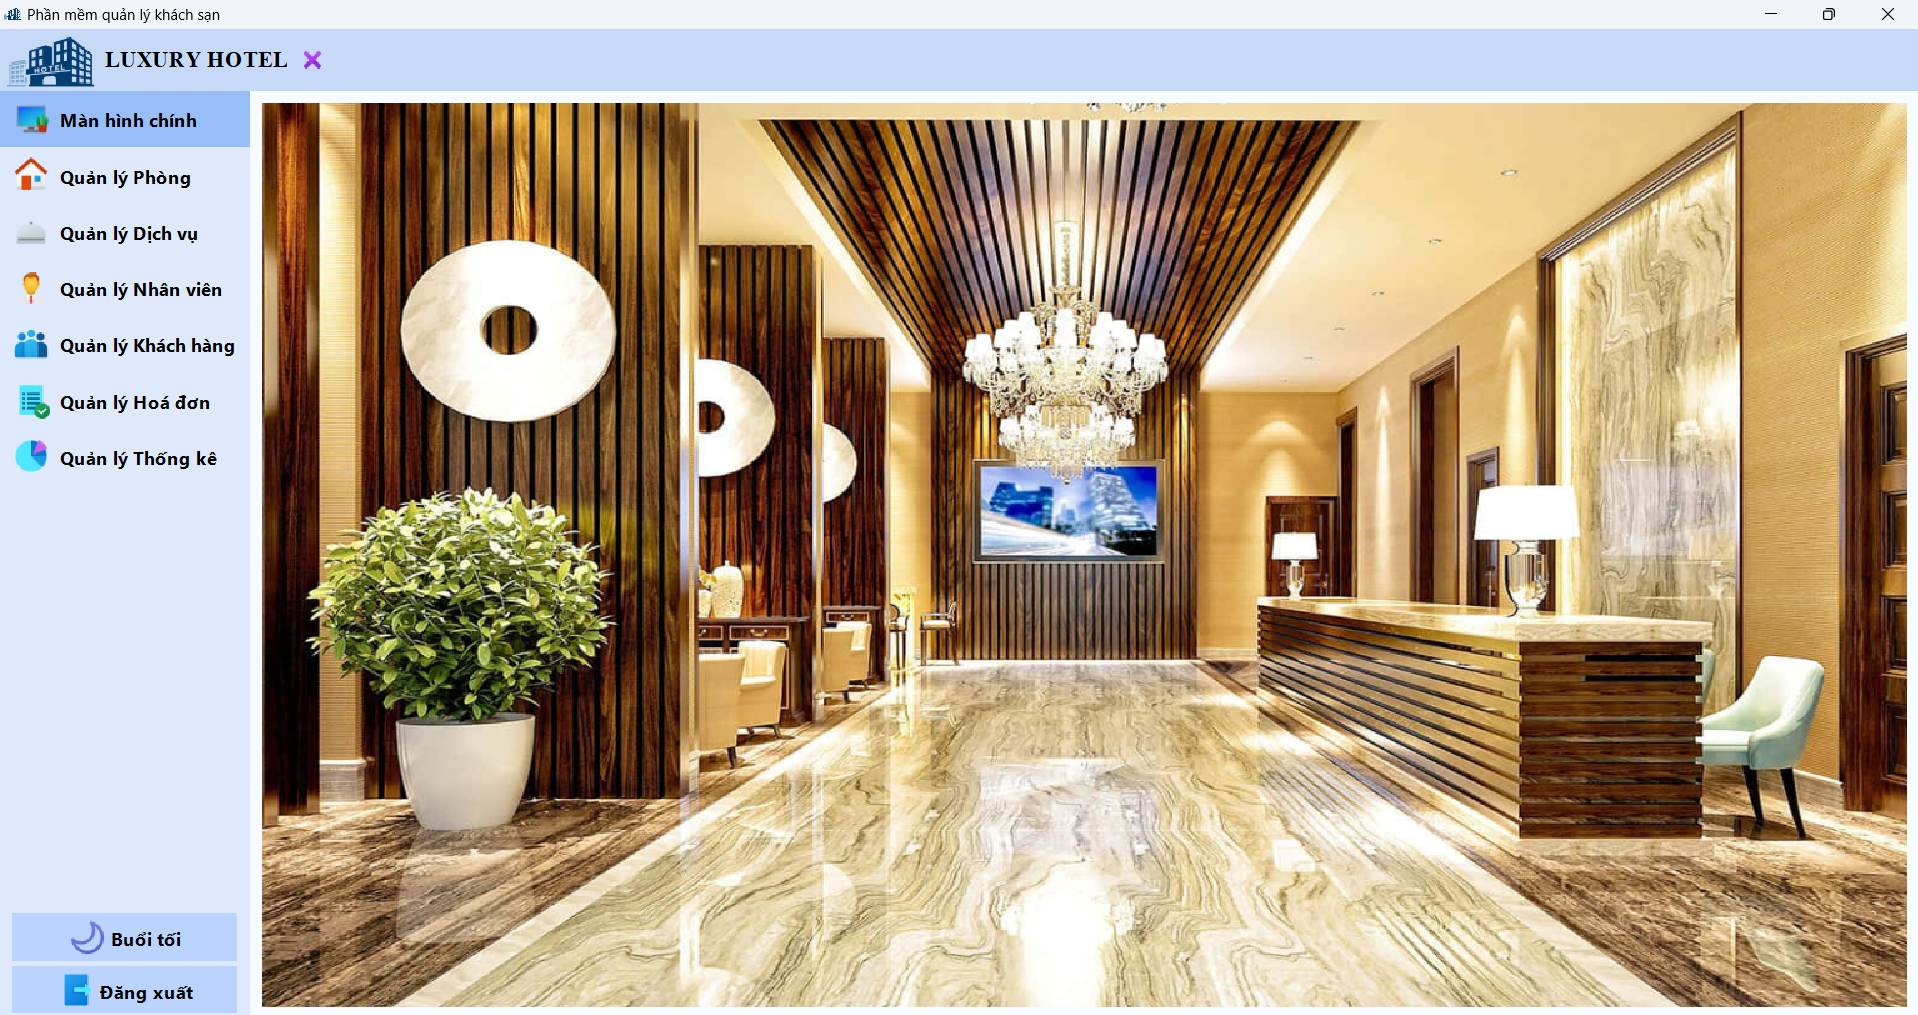 Phần mềm quản lý khách sạn
HOTEL
LUXURY HOTEL
Màn hình chính
Quản lý Phòng
Quản lý Dịch vụ
Quản lý Nhân viên
Quản lý Khách hàng
Quản lý Hoá đơn
Quản lý Thống kê
Buổi tối
Đăng xuất